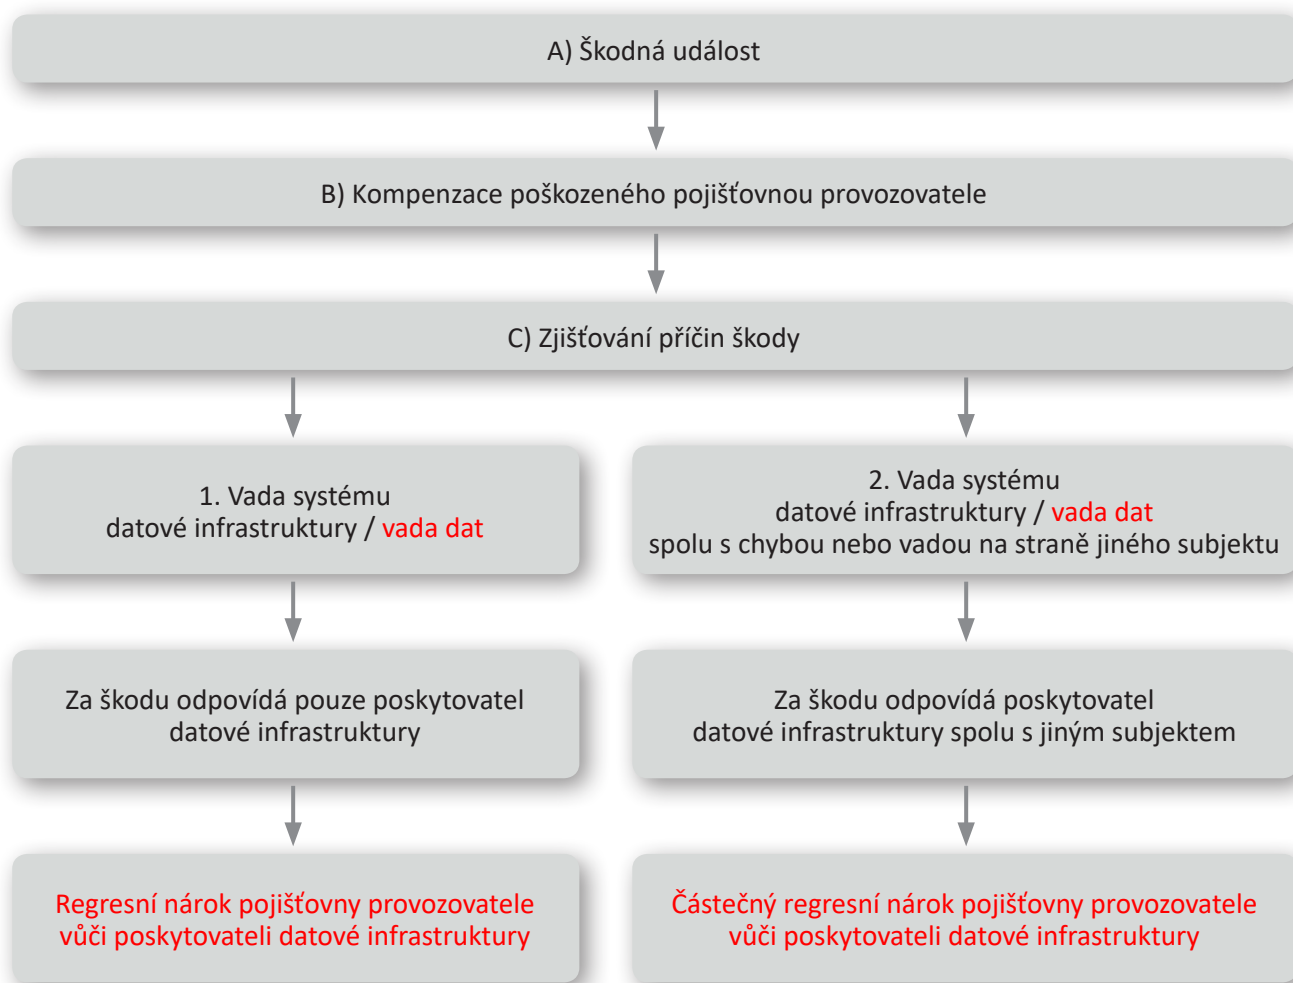 A) Škodná událost
B) Kompenzace poškozeného pojišťovnou provozovatele
C) Zjišťování příčin škody
1. Vada systému
datové infrastruktury / vada dat
2. Vada systému
datové infrastruktury / vada dat
spolu s chybou nebo vadou na straně jiného subjektu
Za škodu odpovídá pouze poskytovatel
datové infrastruktury
Za škodu odpovídá poskytovatel
datové infrastruktury spolu s jiným subjektem
Regresní nárok pojišťovny provozovatele
vůči poskytovateli datové infrastruktury
Částečný regresní nárok pojišťovny provozovatele
vůči poskytovateli datové infrastruktury